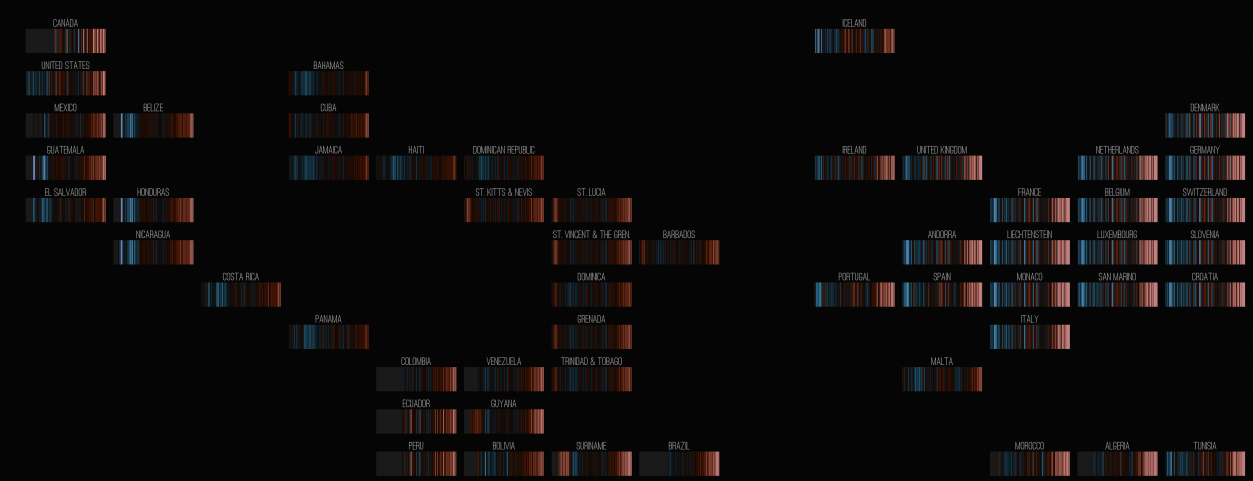 CANADA
ICELAND
UNITED STATES
BAHAMAS
MEXICO
BELIZE
CUBA
DENMARK
GUATEMALA
JAMAICA
HAITI
DOMINICAN REPUBLIC
IRELAND
UNITED KINGDOM
NETHERLANDS
GERMANY
EL SALVADOR
HONDURAS
ST. KITTS & NEVIS
ST. LUCIA
FRANCE
BELGIUM
SWITZERLAND
NICARAGUA
ST. VINCENT & THE GREN
BARBADOS
ANDORRA
LIECHTENSTEIN
LUXEMBOURG
SLOVENIA
COSTA RICA
DOMINICA
PORTUGAL
SPAIN
MONACO
SAN MARINO
CROATIA
PANAMA
GRENADA
ITALY
COLOMBIA
VENEZUELA
TRINIDAD & TOBAGO
MALTA
ECUADOR
GUYANA
PERU
BOLIVIA
SURINAME
BRAZIL
MOROCCO
ALGERIA
TUNISIA